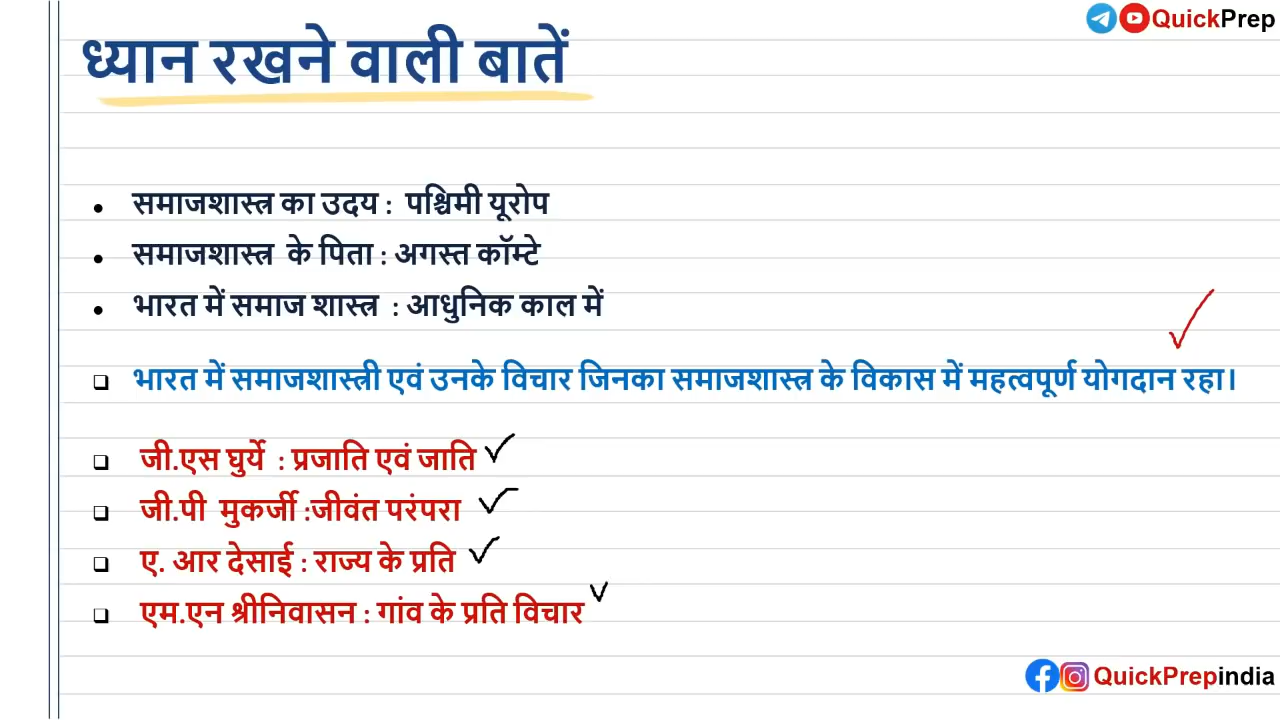 QuickPrep
ध्यान रखने वाली बातें
• समाजशास्त्र का उदय : पश्चिमी यूरोप
• समाजशास्त्र के पिता : अगस्त कॉम्टे
• भारत में समाज शास्त्र : आधुनिक काल में
❑ भारत में समाजशास्त्री एवं उनके विचार जिनका समाजशास्त्र के विकास में महत्वपूर्ण योगदान रहा।
❑ जी.एस घुर्ये : प्रजाति एवं जाति
❑ जी.पी मुकर्जी :जीवंत परंपरा
❑ ए. आर देसाई : राज्य के प्रति
❑ एम.एन श्रीनिवासन : गांव के प्रति विचार
QuickPrepindia